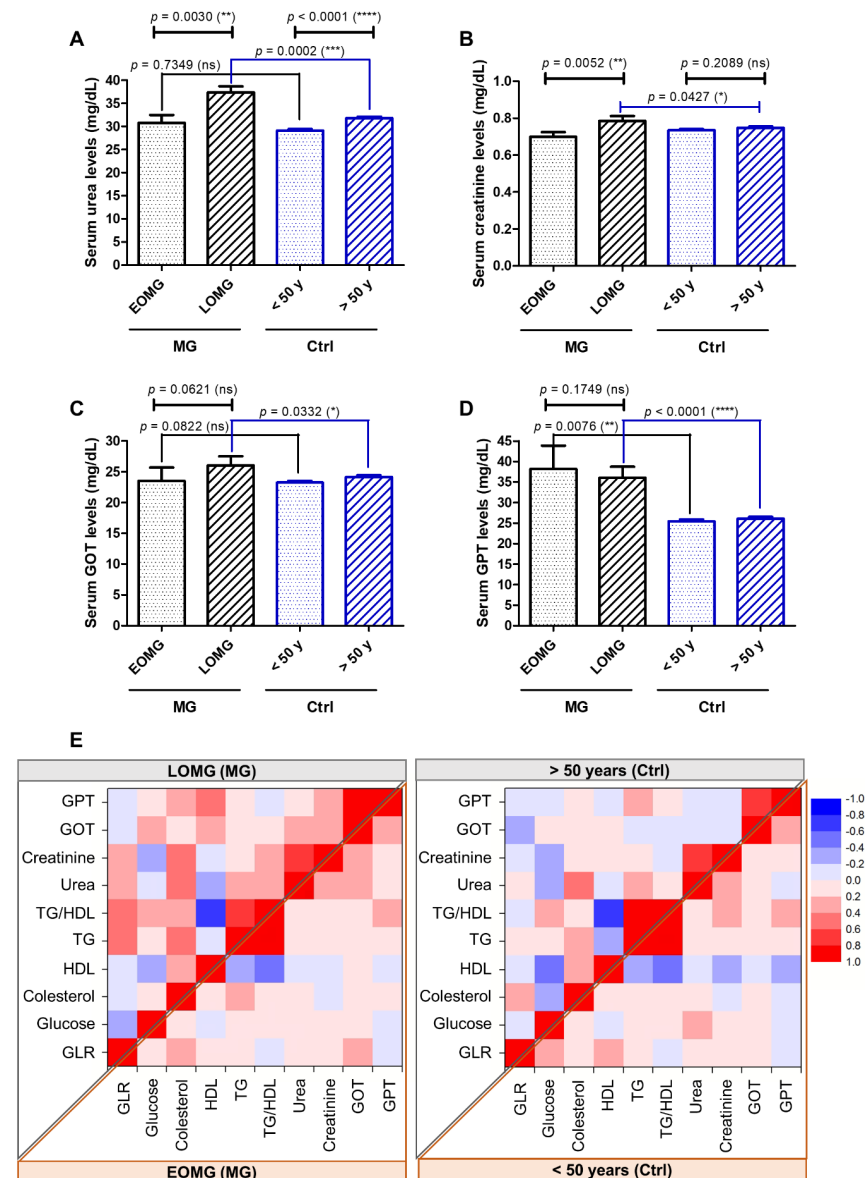 p = 0.0030 (**) p < 0.0001 (****)
A
p = 0.0002 (***)
p = 0.7349 (ns)
Serum urea levels (mg/dL)
40
35
30
25
20
15
10
5
0
EOMG LOMG < 50 y > 50 y
MG Ctrl
B
p = 0.0052 (**) p = 0.2089 (ns)
p = 0.0427 (*)
Serum creatinine levels (mg/dL)
1.0
0.8
0.6
0.4
0.2
0.0
EOMG LOMG < 50 y > 50 y
MG Ctrl
p = 0.0621 (ns)
C
p = 0.0332 (*)
p = 0.0822 (ns)
Serum GOT levels (mg/dL)
30
25
20
15
10
5
0
EOMG LOMG < 50 y > 50 y
MG Ctrl
p = 0.1749 (ns)
D
p < 0.0001 (****)
p = 0.0076 (**)
Serum GPT levels (mg/dL)
45
40
35
30
25
20
15
10
5
0
EOMG LOMG < 50 y > 50 y
MG Ctrl
E
LOMG (MG)
GPT
GOT
Creatinine
Urea
TG/HDL
TG
HDL
Colesterol
Glucose
GLR
GLR Glucose Colesterol HDL TG TG/HDL Urea Creatinine GOT GPT
EOMG (MG)
> 50 years (Ctrl)
GPT
GOT
Creatinine
Urea
TG/HDL
TG
HDL
Colesterol
Glucose
GLR
GLR Glucose Colesterol HDL TG TG/HDL Urea Creatinine GOT GPT
< 50 years (Ctrl)
-1.0
-0.8
-0.6
-0.4
-0.2
0.0
0.2
0.4
0.6
0.8
1.0